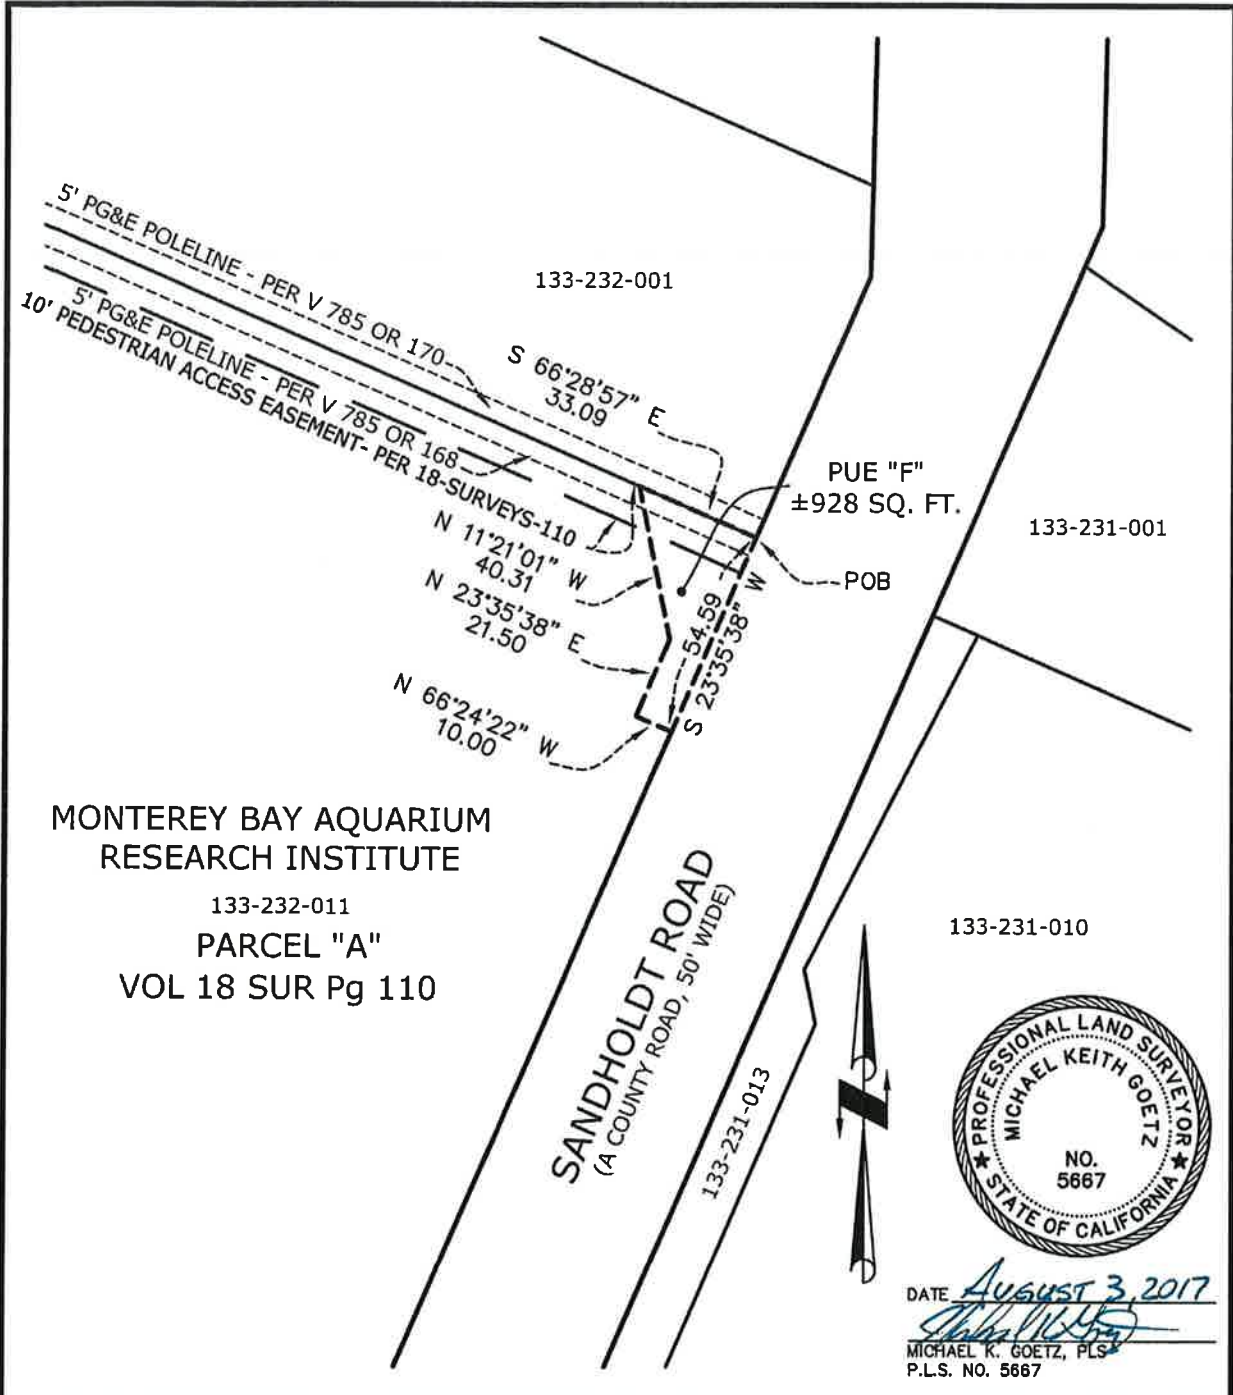 133-232-001
5' PG&E POLELINE - PER V 785 OR 170
5' PG&E POLELINE - PER V 785 OR 168
10' PEDESTRIAN ACCESS EASEMENT- PER 18-SURVEYS-110
S 66°28'57" E
33.09
PUE "F"
±928 SQ. FT.
133-231-001
N 11°21'01" W
40.31
POB
N 23°35'38" E
21.50
54.59
S 23°35'38" W
N 66°24'22" W
10.00
MONTEREY BAY AQUARIUM
RESEARCH INSTITUTE
133-232-011
PARCEL "A"
VOL 18 SUR Pg 110
SANDHOLDT ROAD
(A COUNTY ROAD, 50' WIDE)
133-231-010
133-231-013
PROFESSIONAL LAND SURVEYOR
MICHAEL KEITH GOETZ
NO.
5667
STATE OF CALIFORNIA
DATE AUGUST 3, 2017
MICHAEL K. GOETZ, PLS
P.L.S. NO. 5667